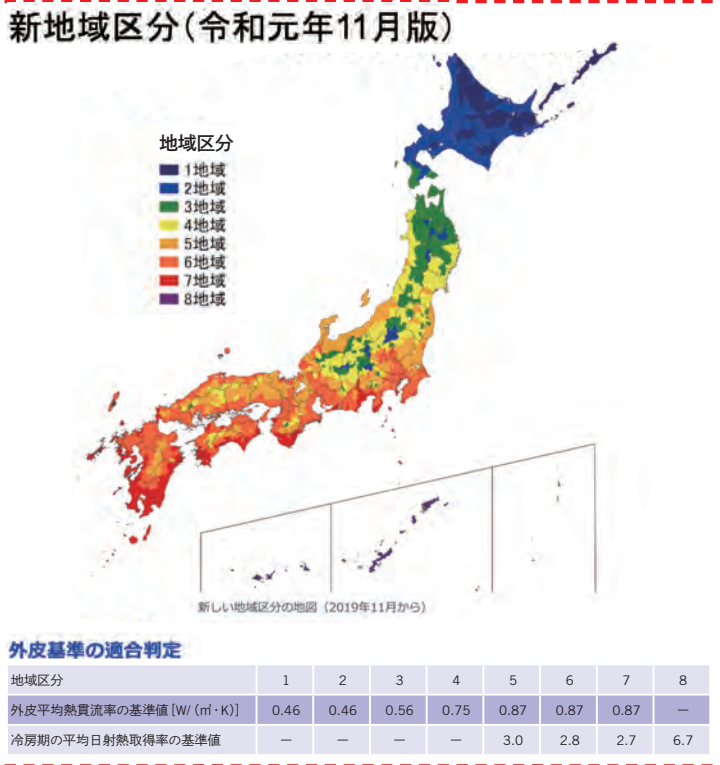 新地域区分（令和元年11月版）
地域区分
1地域
2地域
3地域
4地域
5地域
6地域
7地域
8地域
新しい地域区分の地図（2019年11月から）
外皮基準の適合判定
地域区分 1 2 3 4 5 6 7 8
外皮平均熱貫流率の基準値[W/（㎡・K）] 0.46 0.46 0.56 0.75 0.87 0.87 0.87 —
冷房期の平均日射熱取得率の基準値 — — — — 3.0 2.8 2.7 6.7